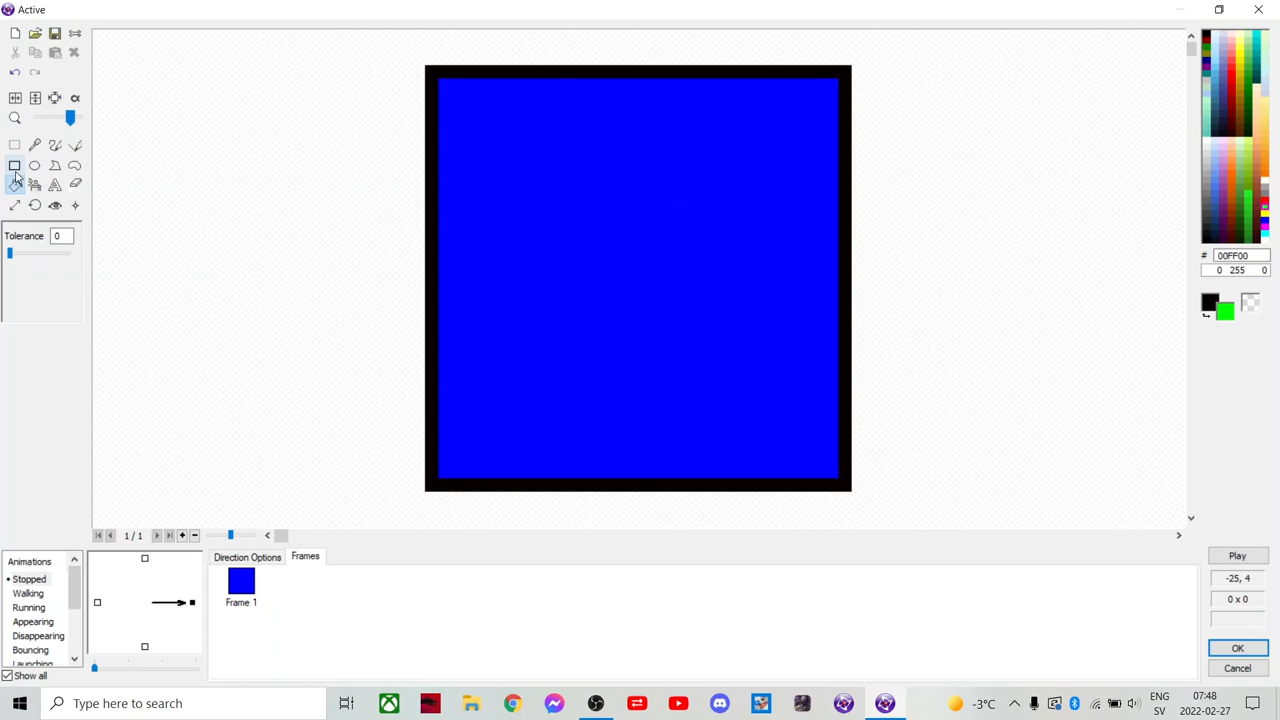 Active
Tolerance 0
# 00FF00
0 255 0
1 / 1
Animations
Stopped
Walking
Running
Appearing
Disappearing
Bouncing
Launching
Show all
Direction Options
Frames
Frame 1
Play
-25, 4
0 x 0
OK
Cancel
Type here to search
-3°C
ENG
SV
07:48
2022-02-27